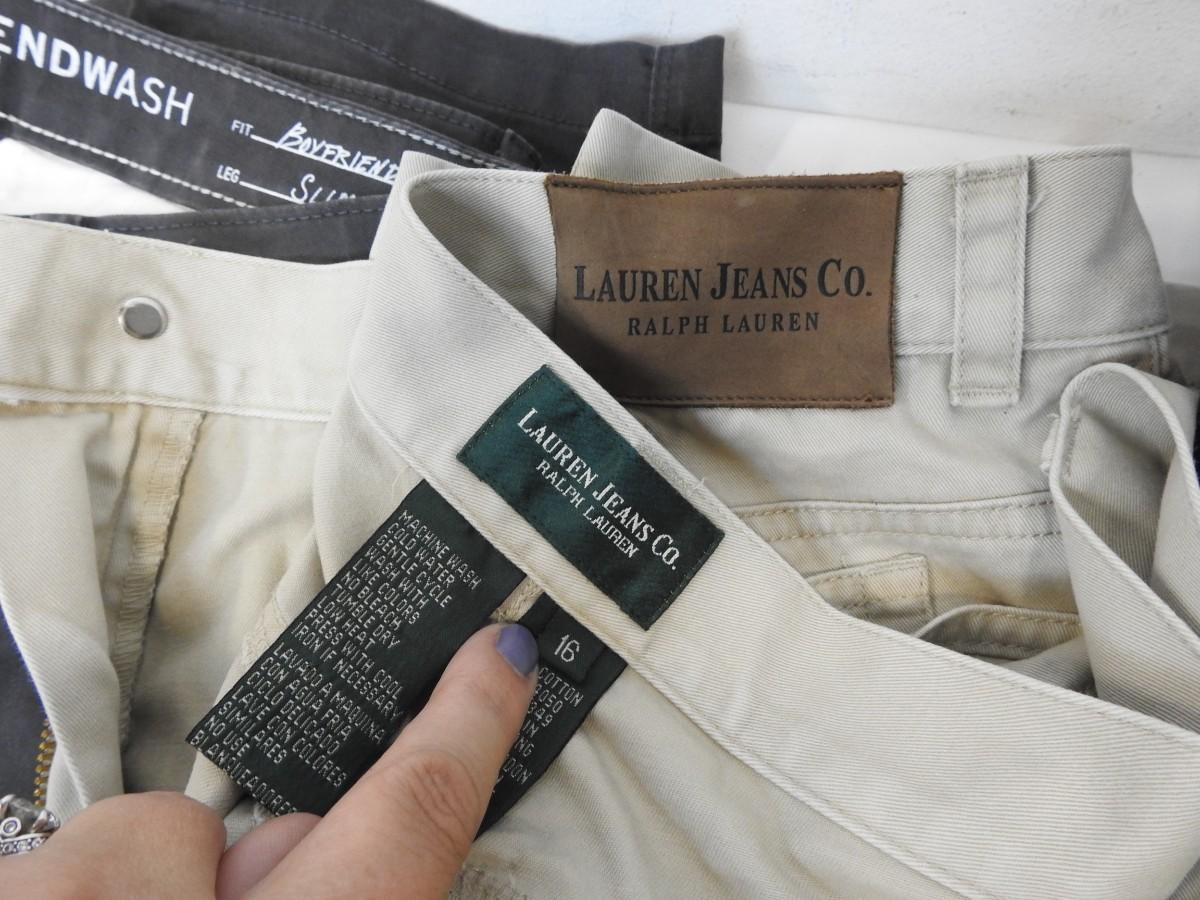 ENDWASH
FIT BOYFRIEND
LEG
LAUREN JEANS CO.
RALPH LAUREN
LAUREN JEANS CO.
RALPH LAUREN
MACHINE WASH
COLD WATER,
GENTLE CYCLE
WASH WITH
LIKE COLORS
NO BLEACH
TUMBLE DRY
LOW
PRESS WITH COOL
IRON IF NECESSARY
LAVADO A MAQUINA
CON AGUA FRIA
CICLO DELICADO
LAVE CON COLORES
SIMILARES
NO USE
16
COTTON